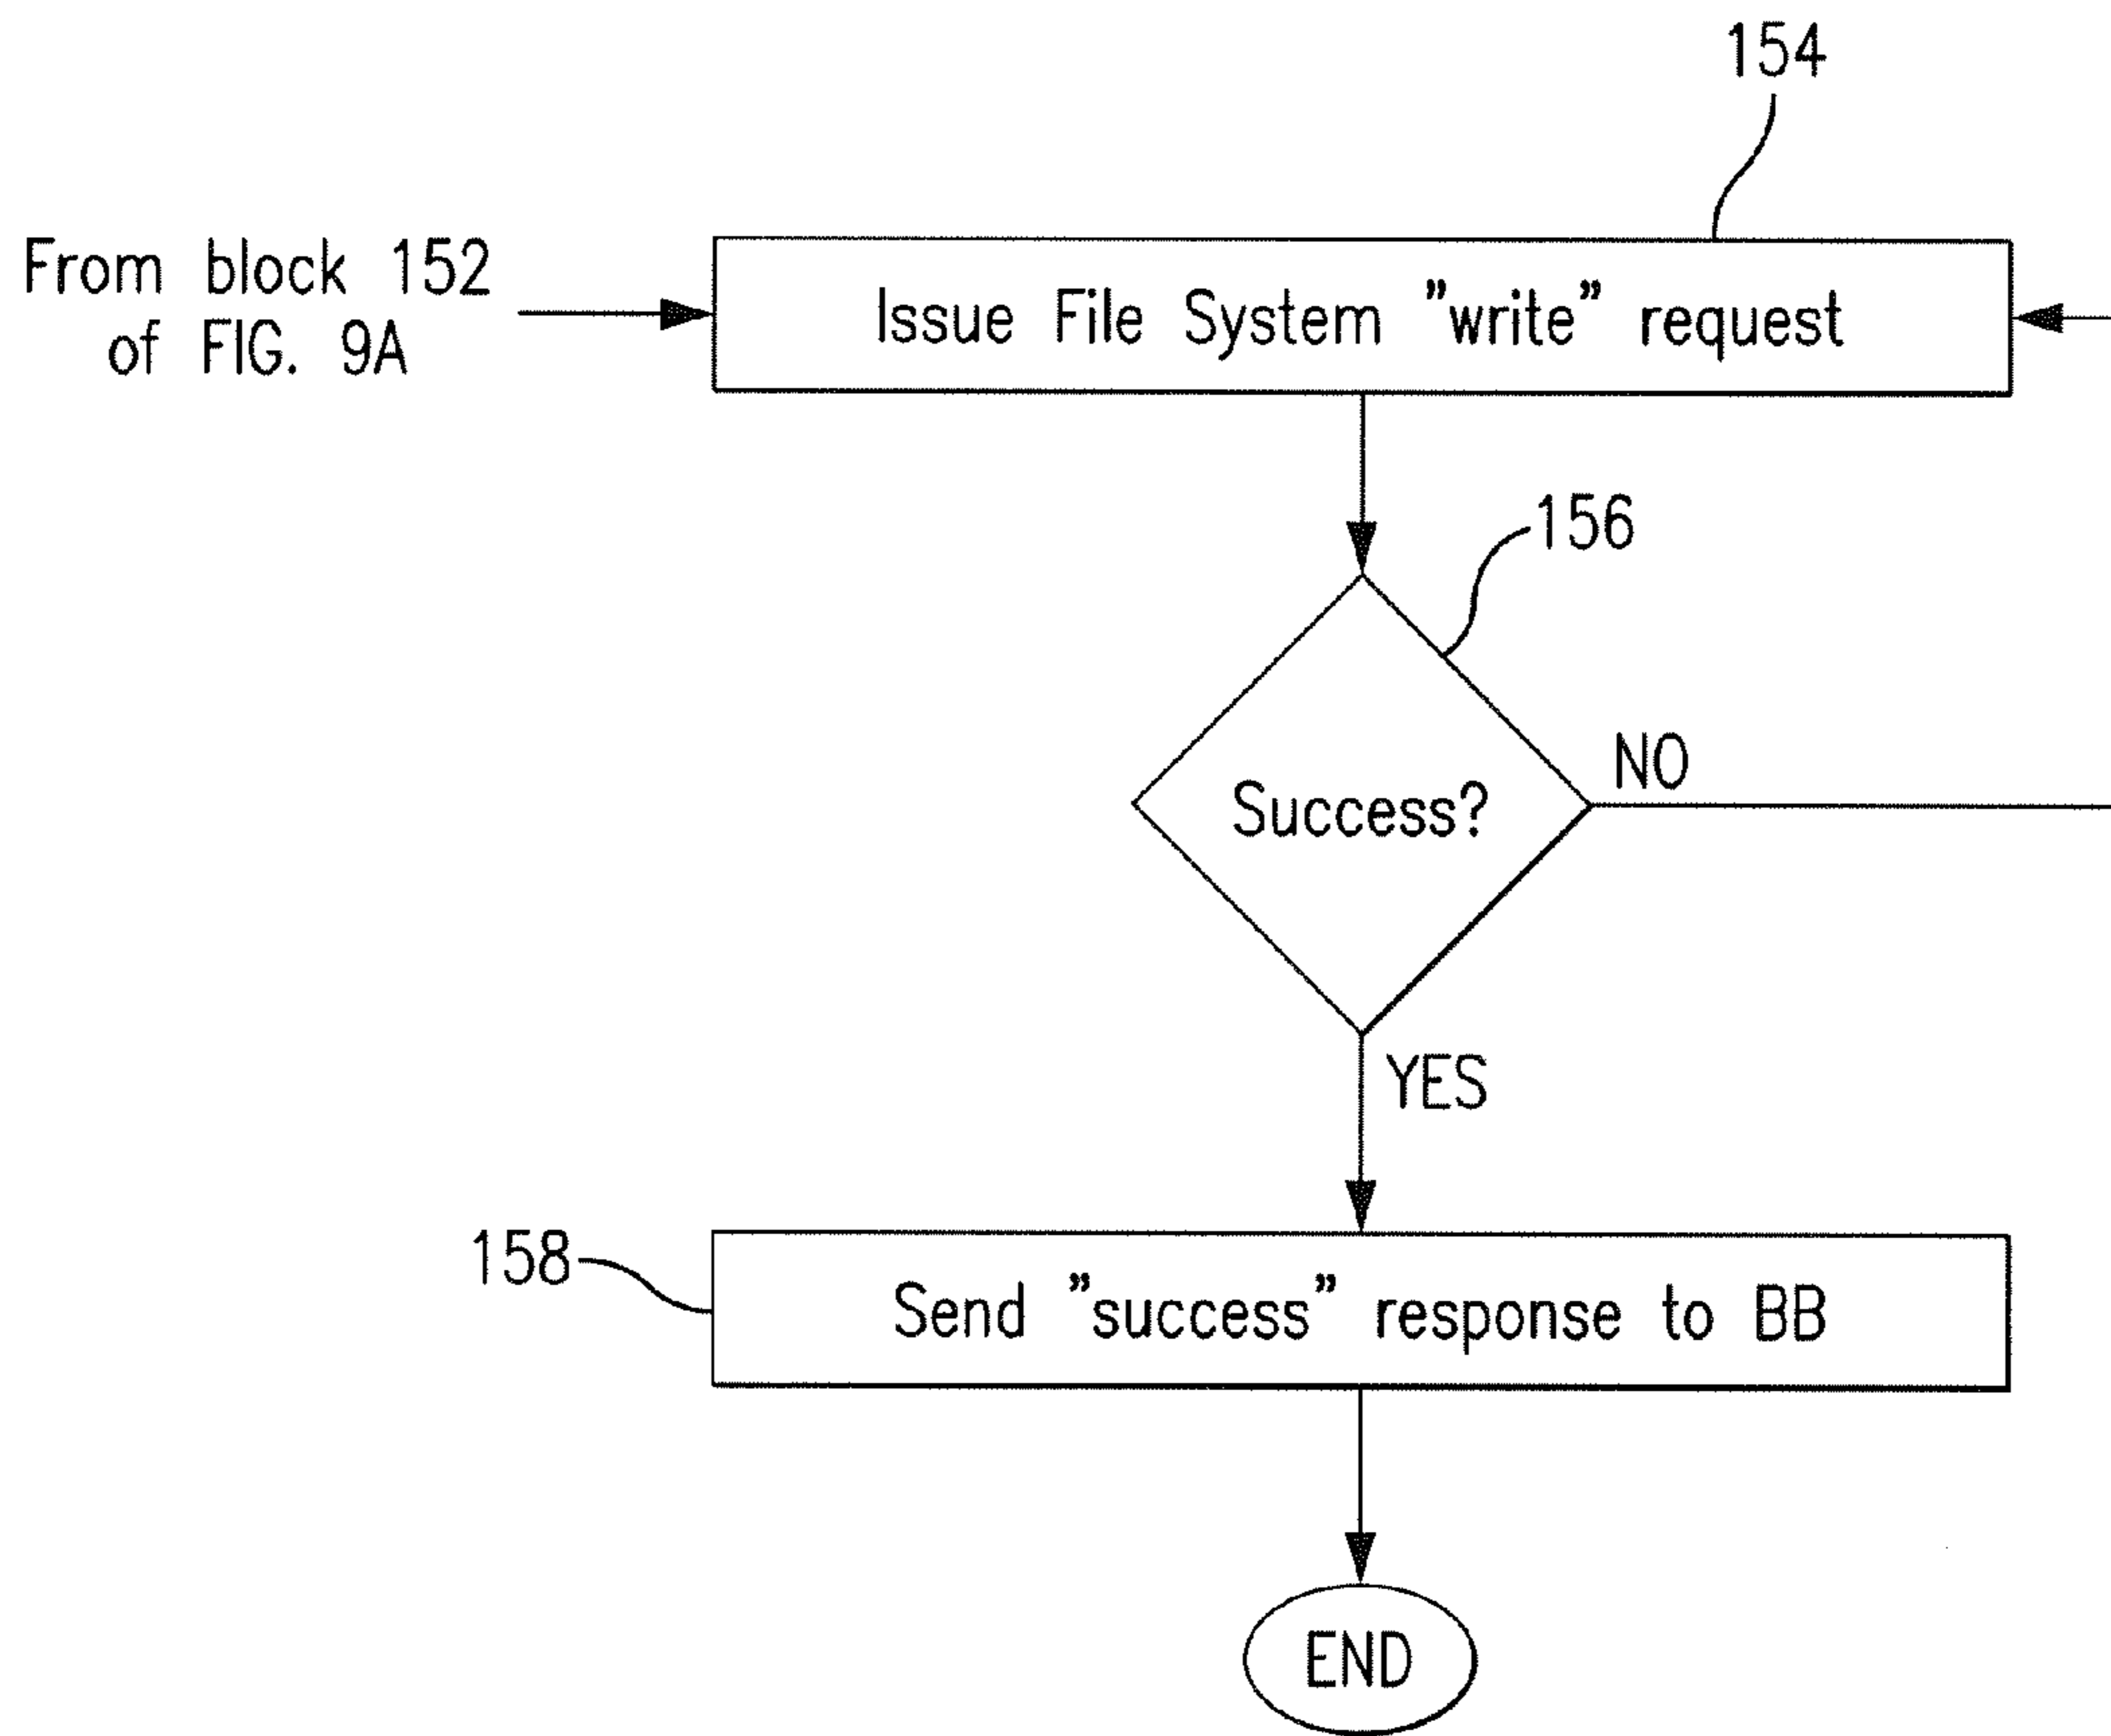 154
From block 152
of FIG. 9A
Issue File System ”write” request
156
Success?
NO
YES
158
Send ”success” response to BB
END